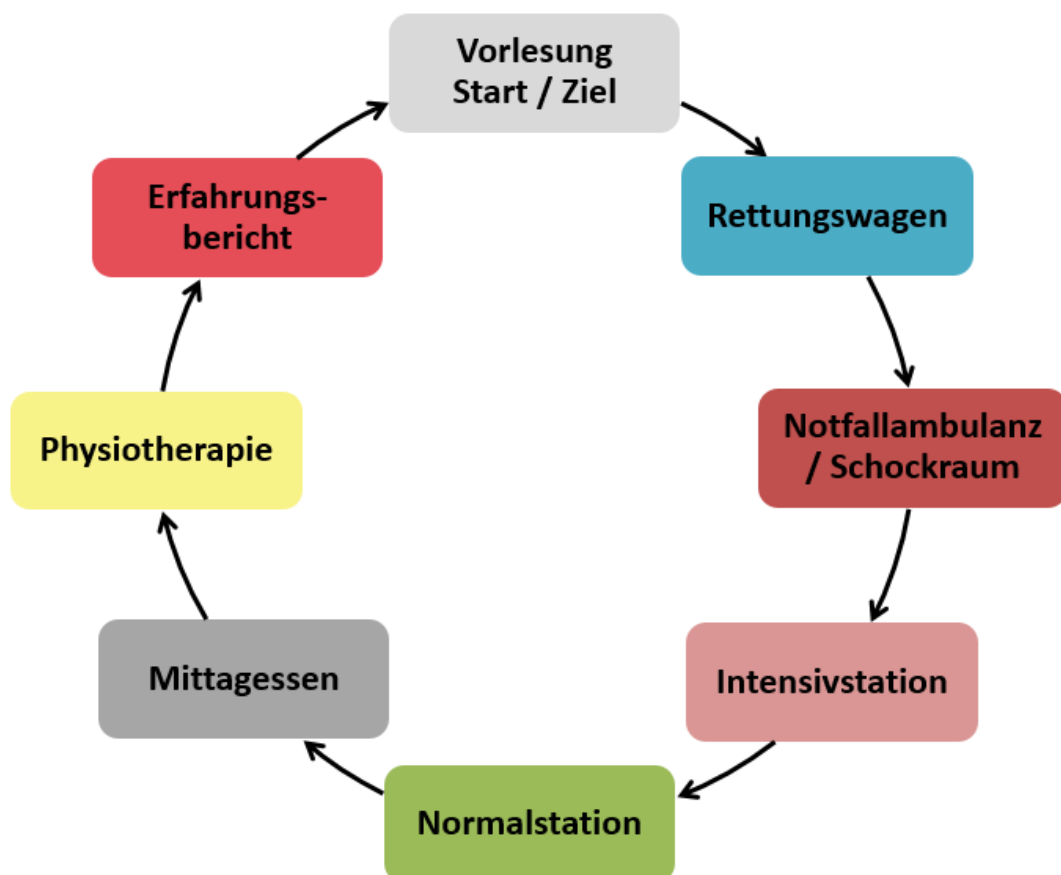 Vorlesung
Start / Ziel
Rettungswagen
Notfallambulanz
/ Schockraum
Intensivstation
Normalstation
Mittagessen
Physiotherapie
Erfahrungs-
bericht